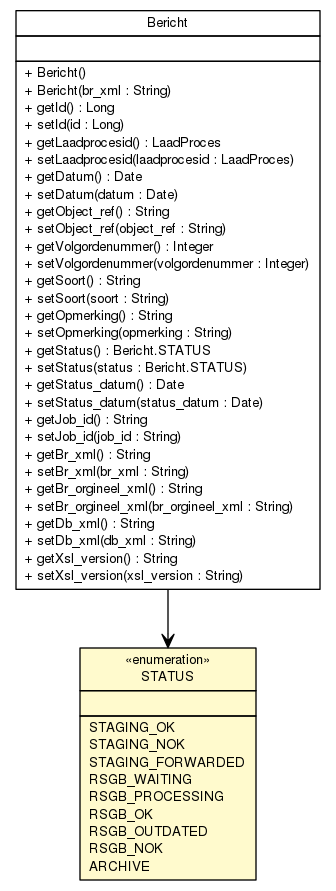 Bericht
+ Bericht()
+ Bericht(br_xml : String)
+ getId() : Long
+ setId(id : Long)
+ getLaadprocesid() : LaadProces
+ setLaadprocesid(laadprocesid : LaadProces)
+ getDatum() : Date
+ setDatum(datum : Date)
+ getObject_ref() : String
+ setObject_ref(object_ref : String)
+ getVolgordenummer() : Integer
+ setVolgordenummer(volgordenummer : Integer)
+ getSoort() : String
+ setSoort(soort : String)
+ getOpmerking() : String
+ setOpmerking(opmerking : String)
+ getStatus() : Bericht.STATUS
+ setStatus(status : Bericht.STATUS)
+ getStatus_datum() : Date
+ setStatus_datum(status_datum : Date)
+ getJob_id() : String
+ setJob_id(job_id : String)
+ getBr_xml() : String
+ setBr_xml(br_xml : String)
+ getBr_orgineel_xml() : String
+ setBr_orgineel_xml(br_orgineel_xml : String)
+ getDb_xml() : String
+ setDb_xml(db_xml : String)
+ getXsl_version() : String
+ setXsl_version(xsl_version : String)
«enumeration»
STATUS
STAGING_OK
STAGING_NOK
STAGING_FORWARDED
RSGB_WAITING
RSGB_PROCESSING
RSGB_OK
RSGB_OUTDATED
RSGB_NOK
ARCHIVE